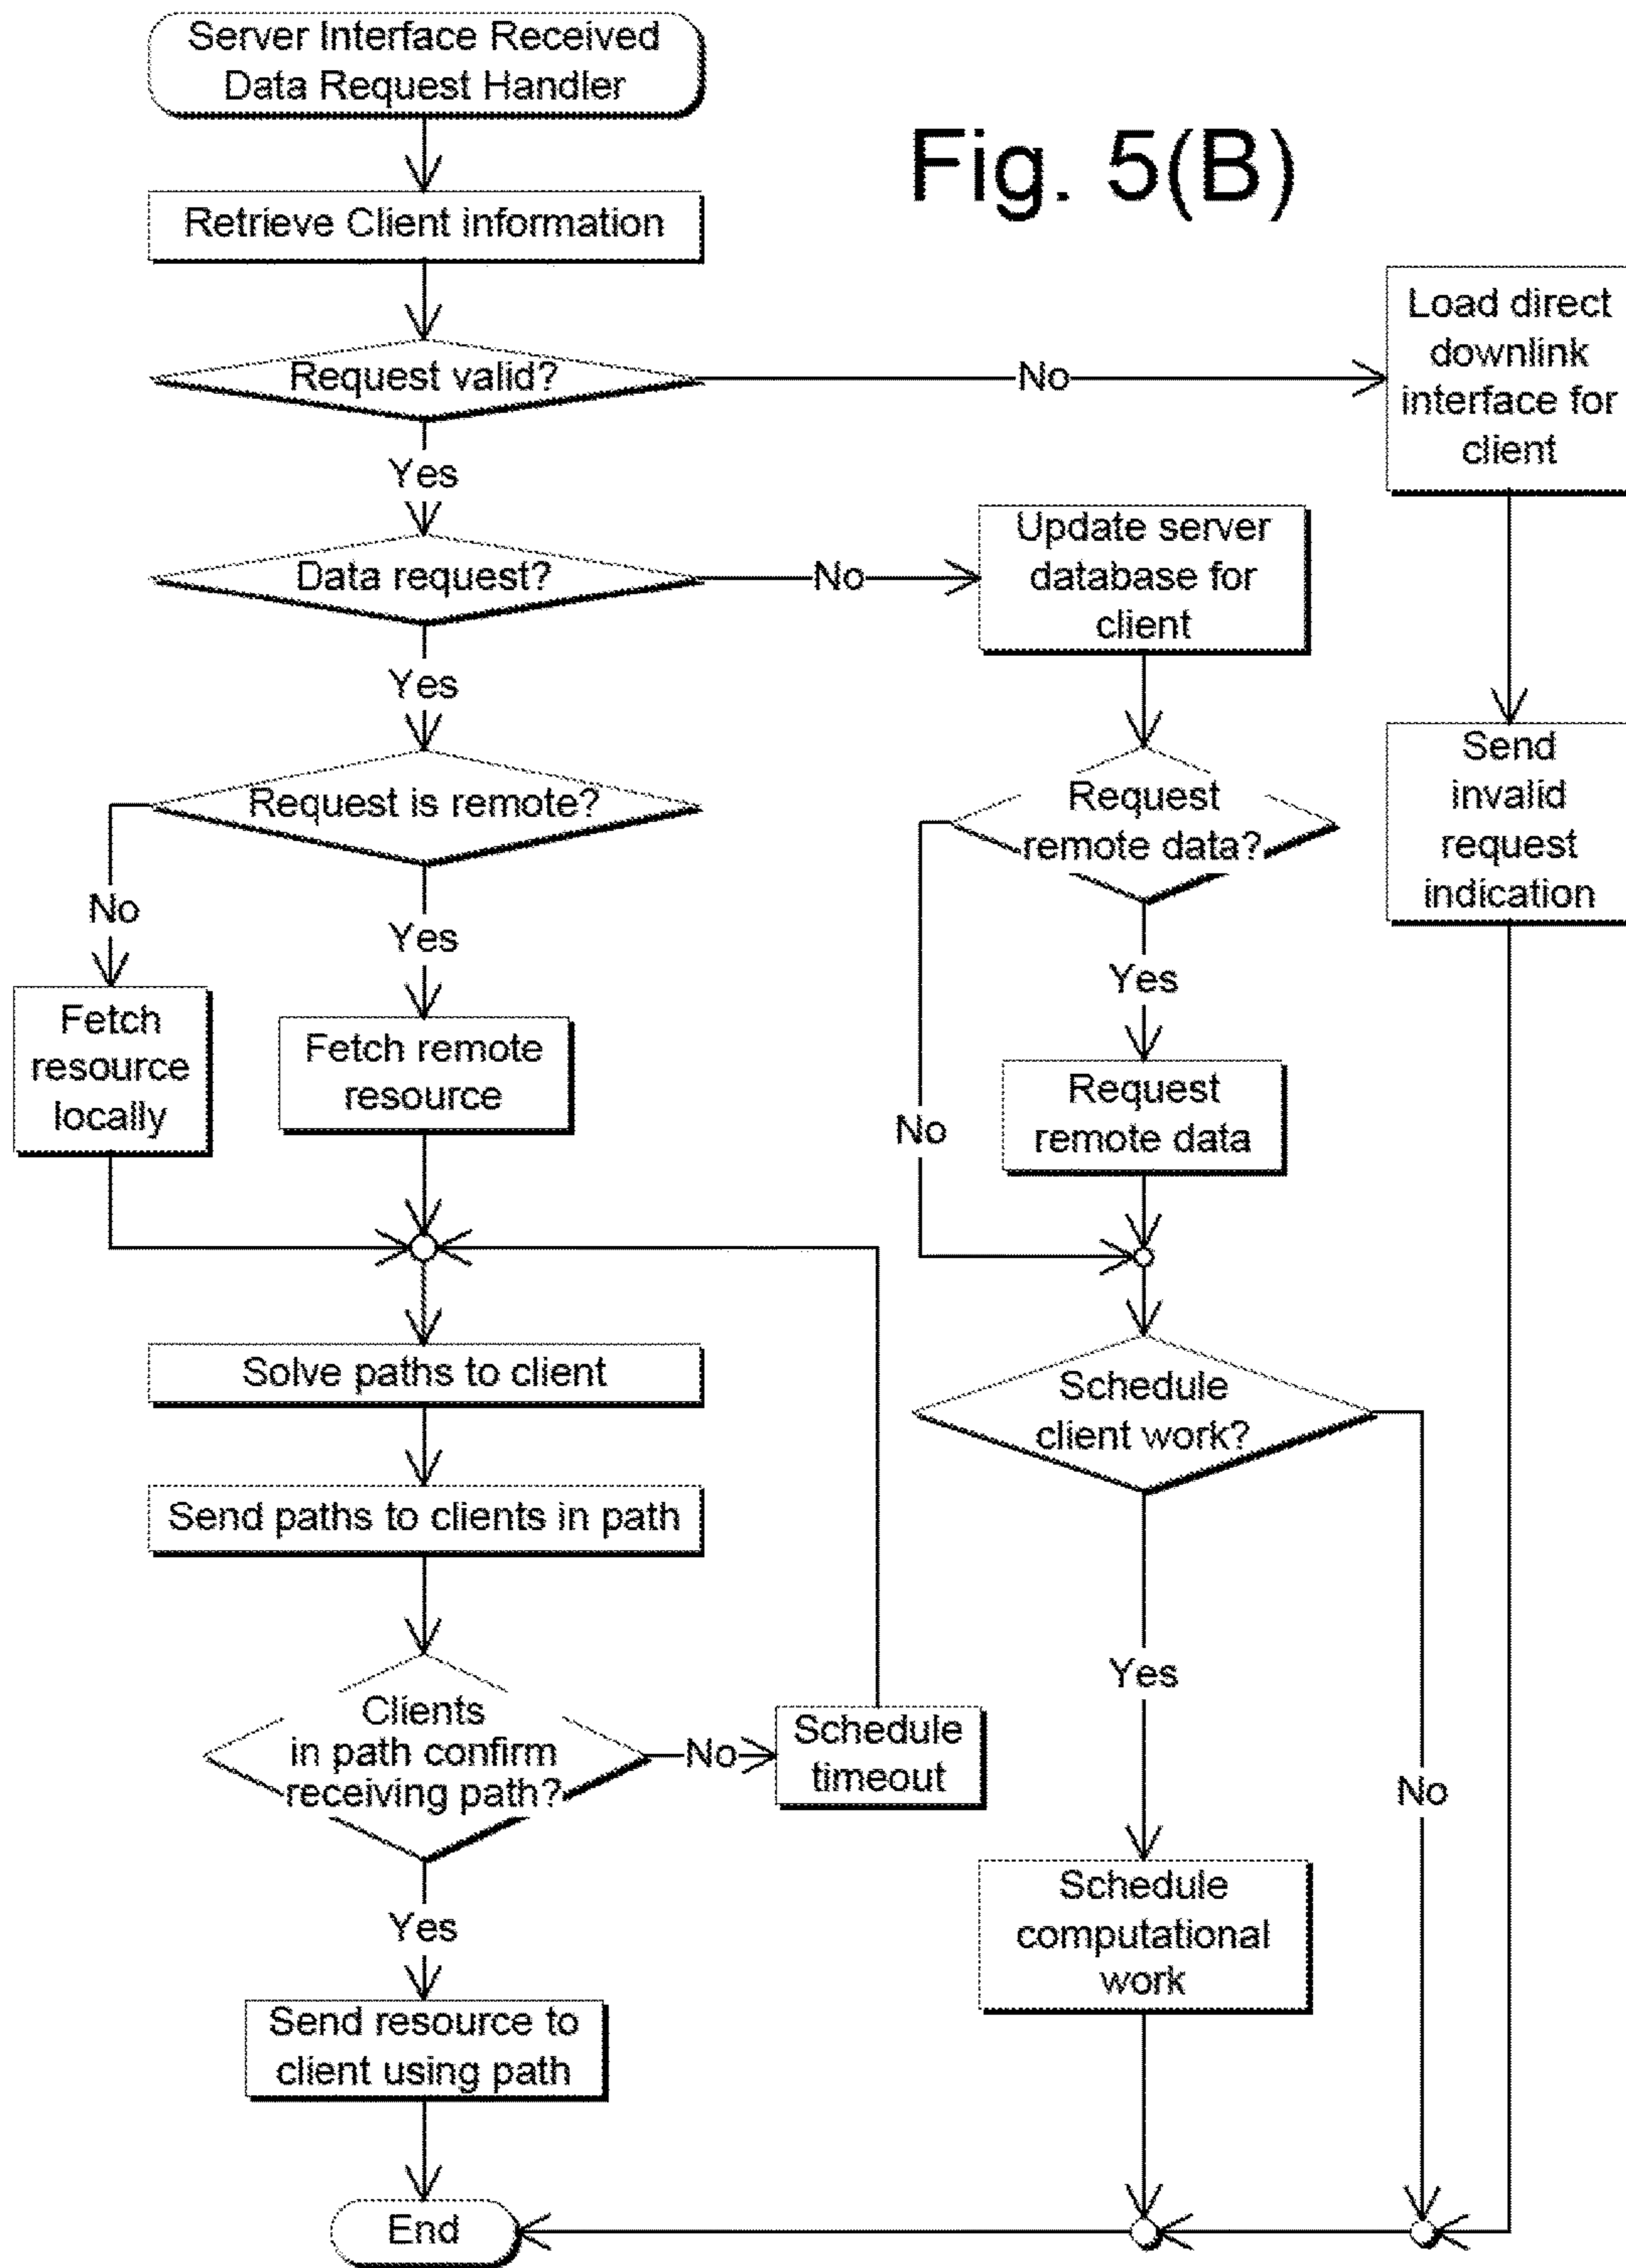 Server Interface Received
Data Request Handler
Fig. 5(B)
Retrieve Client information
Load direct
downlink
interface for
client
Request valid?
No
Yes
Update server
database for
client
Data request?
No
Yes
Send
invalid
request
indication
Request is remote?
Request
remote data?
No
Yes
Yes
No
Fetch
resource
locally
Fetch remote
resource
Request
remote data
Solve paths to client
Schedule
client work?
Send paths to clients in path
Yes
No
Clients
in path confirm
receiving path?
No
Schedule
timeout
Schedule
computational
work
Yes
Send resource to
client using path
End